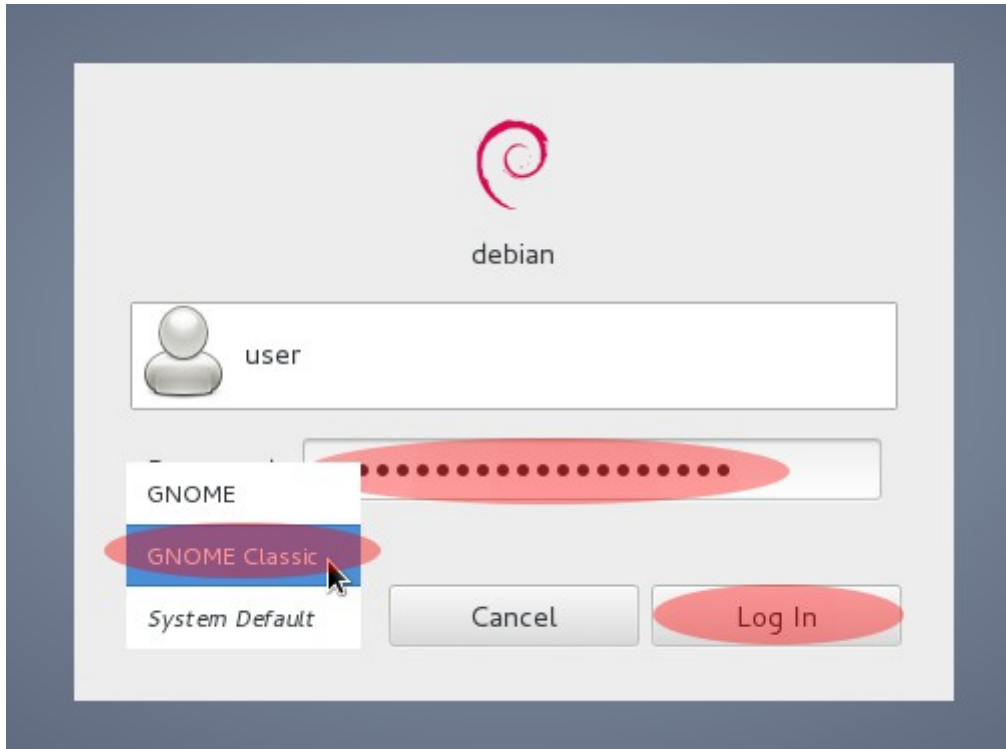 debian
user
GNOME
GNOME Classic
System Default
Cancel
Log In